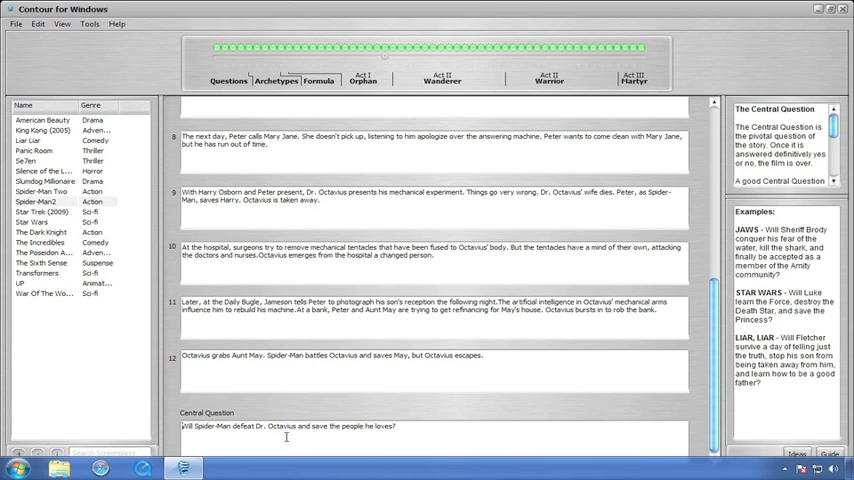 Contour for Windows
File Edit View Tools Help
Questions Archetypes Formula Act I Orphan Act II Wanderer Act II Warrior Act III Martyr
Name Genre
American Beauty Drama
King Kong (2005) Adven...
Liar Liar Comedy
Panic Room Thriller
Se7en Thriller
Silence of the L... Horror
Slumdog Millionaire Drama
Spider-Man Two Action
Spider-Man2 Action
Star Trek (2009) Sci-fi
Star Wars Sci-fi
The Dark Knight Action
The Incredibles Comedy
The Poseidon A... Action
The Sixth Sense Suspense
Transformers Sci-fi
UP Animat...
War Of The Wo... Sci-fi
Search Screenplays
8 The next day, Peter calls Mary Jane. She doesn't pick up, listening to him apologize over the answering machine. Peter wants to come clean with Mary Jane,
but he has run out of time.
9 With Harry Osborn and Peter present, Dr. Octavius presents his mechanical experiment. Things go very wrong. Dr. Octavius' wife dies. Peter, as Spider-
Man, saves Harry. Octavius is taken away.
10 At the hospital, surgeons try to remove mechanical tentacles that have been fused to Octavius' body. But the tentacles have a mind of their own, attacking
the doctors and nurses.Octavius emerges from the hospital a changed person.
11 Later, at the Daily Bugle, Jameson tells Peter to photograph his son's reception the following night.The artificial intelligence in Octavius' mechanical arms
influence him to rebuild his machine.At a bank, Peter and Aunt May are trying to get refinancing for May's house. Octavius bursts in to rob the bank.
12 Octavius grabs Aunt May. Spider-Man battles Octavius and saves May, but Octavius escapes.
Central Question
Will Spider-Man defeat Dr. Octavius and save the people he loves?
The Central Question
The Central Question is
the pivotal question of
the story. Once it is
answered definitively yes
or no, the film is over.
A good Central Question
Examples:
JAWS - Will Sheriff Brody
conquer his fear of the
water, kill the shark, and
finally be accepted as a
member of the Amity
community?
STAR WARS - Will Luke
learn the Force, destroy the
Death Star, and save the
Princess?
LIAR, LIAR - Will Fletcher
survive a day of telling just
the truth, stop his son from
being taken away from him,
and learn how to be a good
father?
Ideas Guide